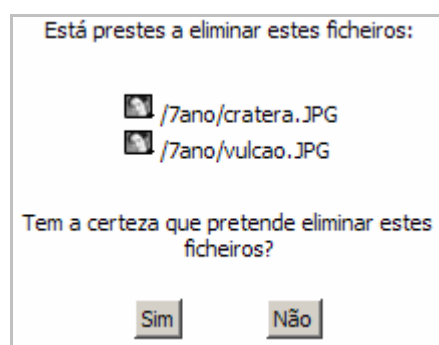 Está prestes a eliminar estes ficheiros:
/7ano/cratera.JPG
/7ano/vulcao.JPG
Tem a certeza que pretende eliminar estes
ficheiros?
Sim Não